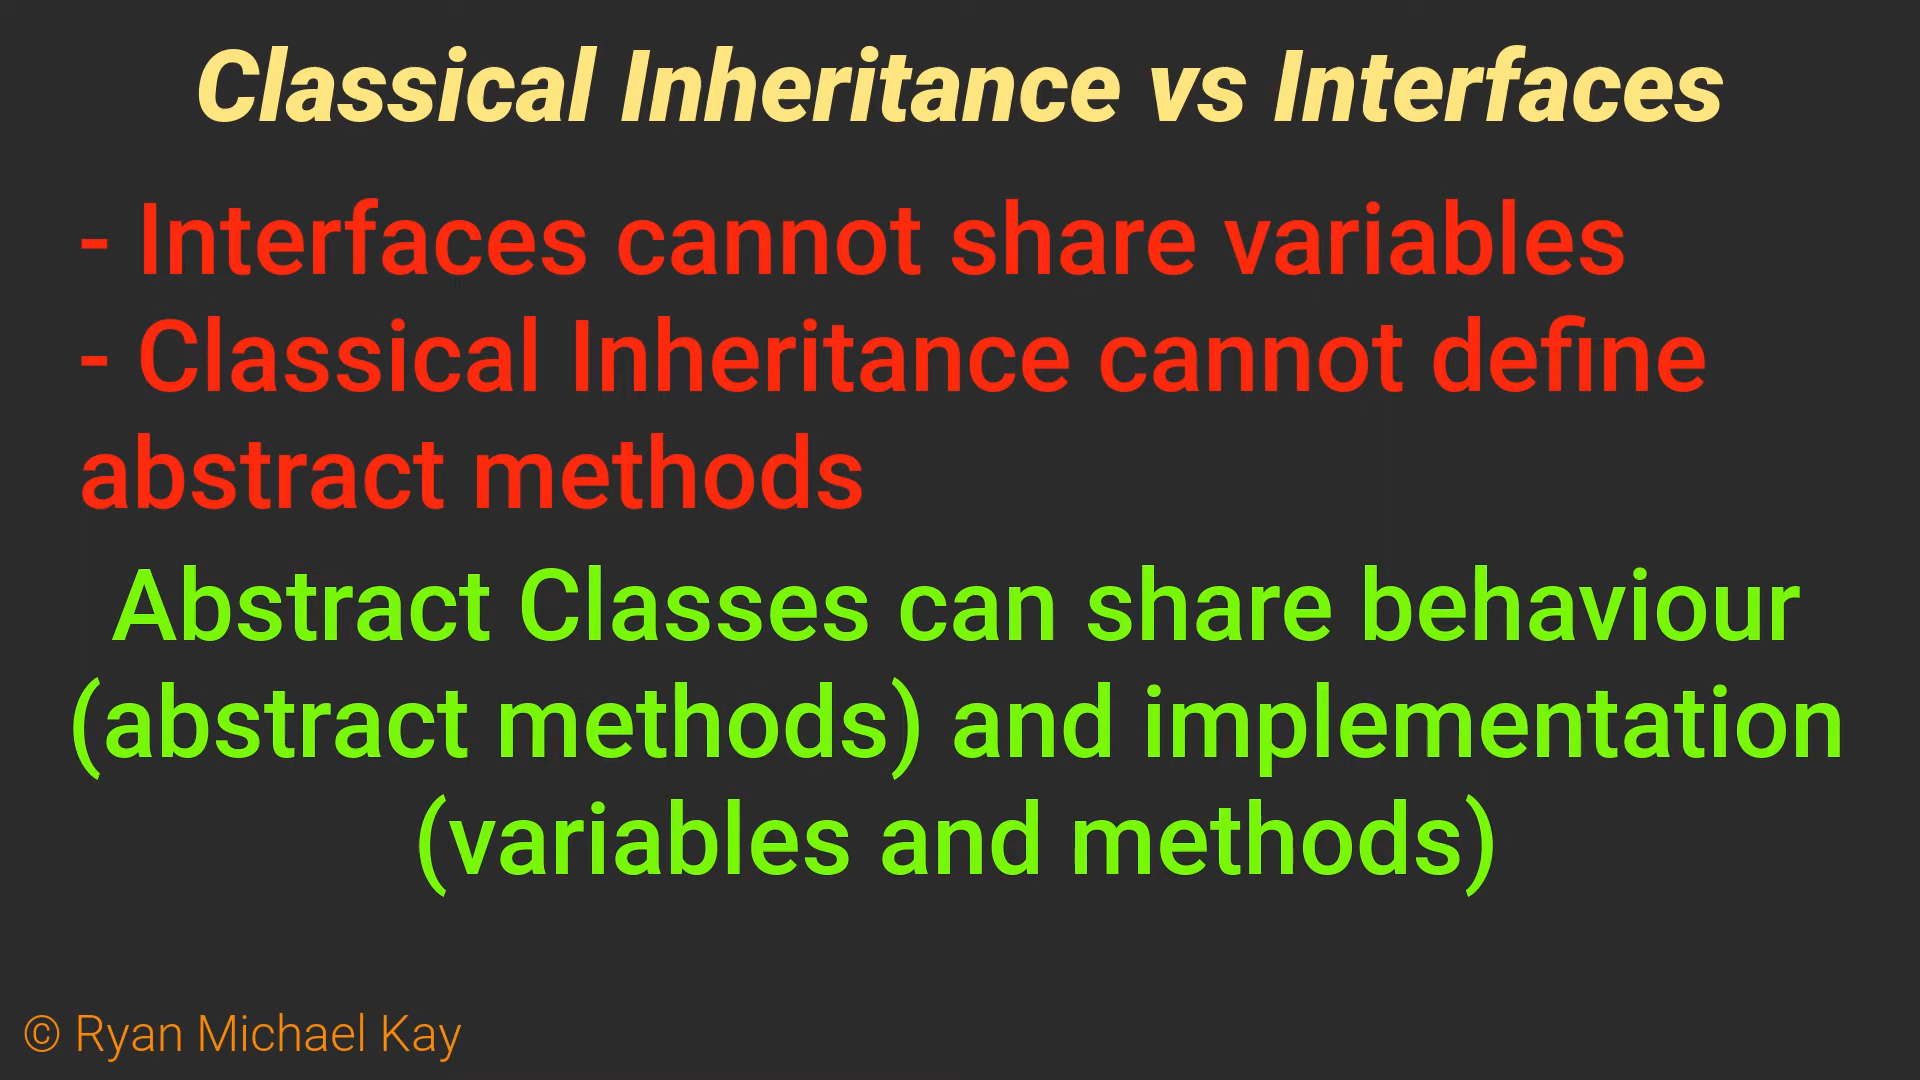 Classical Inheritance vs Interfaces
- Interfaces cannot share variables
- Classical Inheritance cannot define
abstract methods
Abstract Classes can share behaviour
(abstract methods) and implementation
(variables and methods)
© Ryan Michael Kay